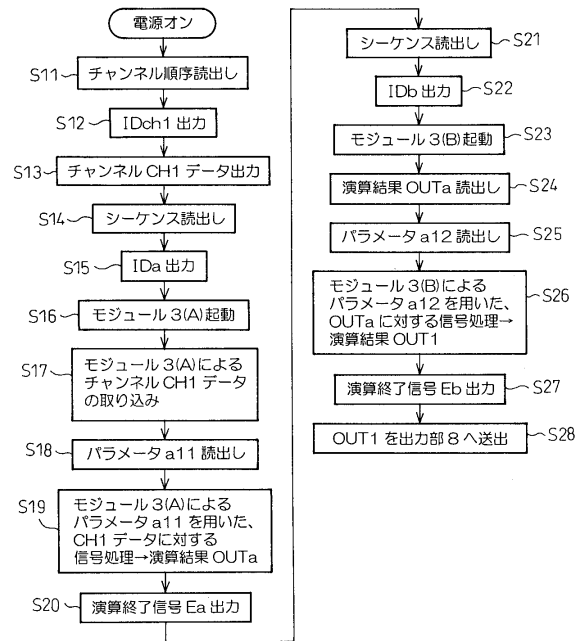 電源オン
S11
チャンネル順序読出し
S12
IDch1 出力
S13
チャンネル CH1 データ出力
S14
シーケンス読出し
S15
IDa 出力
S16
モジュール 3(A)起動
S17
モジュール 3(A)による
チャンネル CH1 データ
の取り込み
S18
パラメータ a11 読出し
S19
モジュール 3(A)による
パラメータ a11 を用いた、
CH1 データに対する
信号処理→演算結果 OUTa
S20
演算終了信号 Ea 出力
シーケンス読出し
S21
IDb 出力
S22
モジュール 3(B)起動
S23
演算結果 OUTa 読出し
S24
パラメータ a12 読出し
S25
モジュール 3(B)による
パラメータ a12 を用いた、
OUTa に対する信号処理→
演算結果 OUT1
S26
演算終了信号 Eb 出力
S27
OUT1 を出力部 8 へ送出
S28